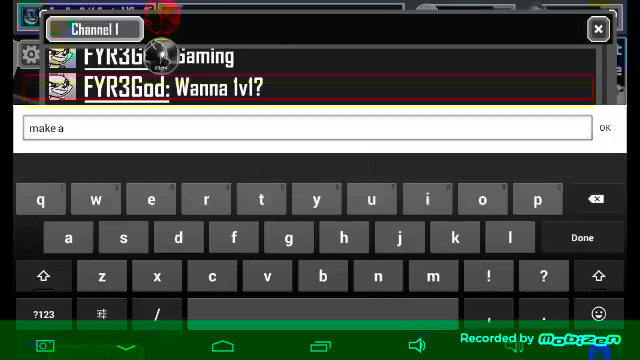 Channel 1
FYR3G Gaming
FYR3God: Wanna 1v1?
make a
OK
q w e r t y u i o p
a s d f g h j k l Done
z x c v b n m ! ?
?123 / , .
Recorded by Mobizen